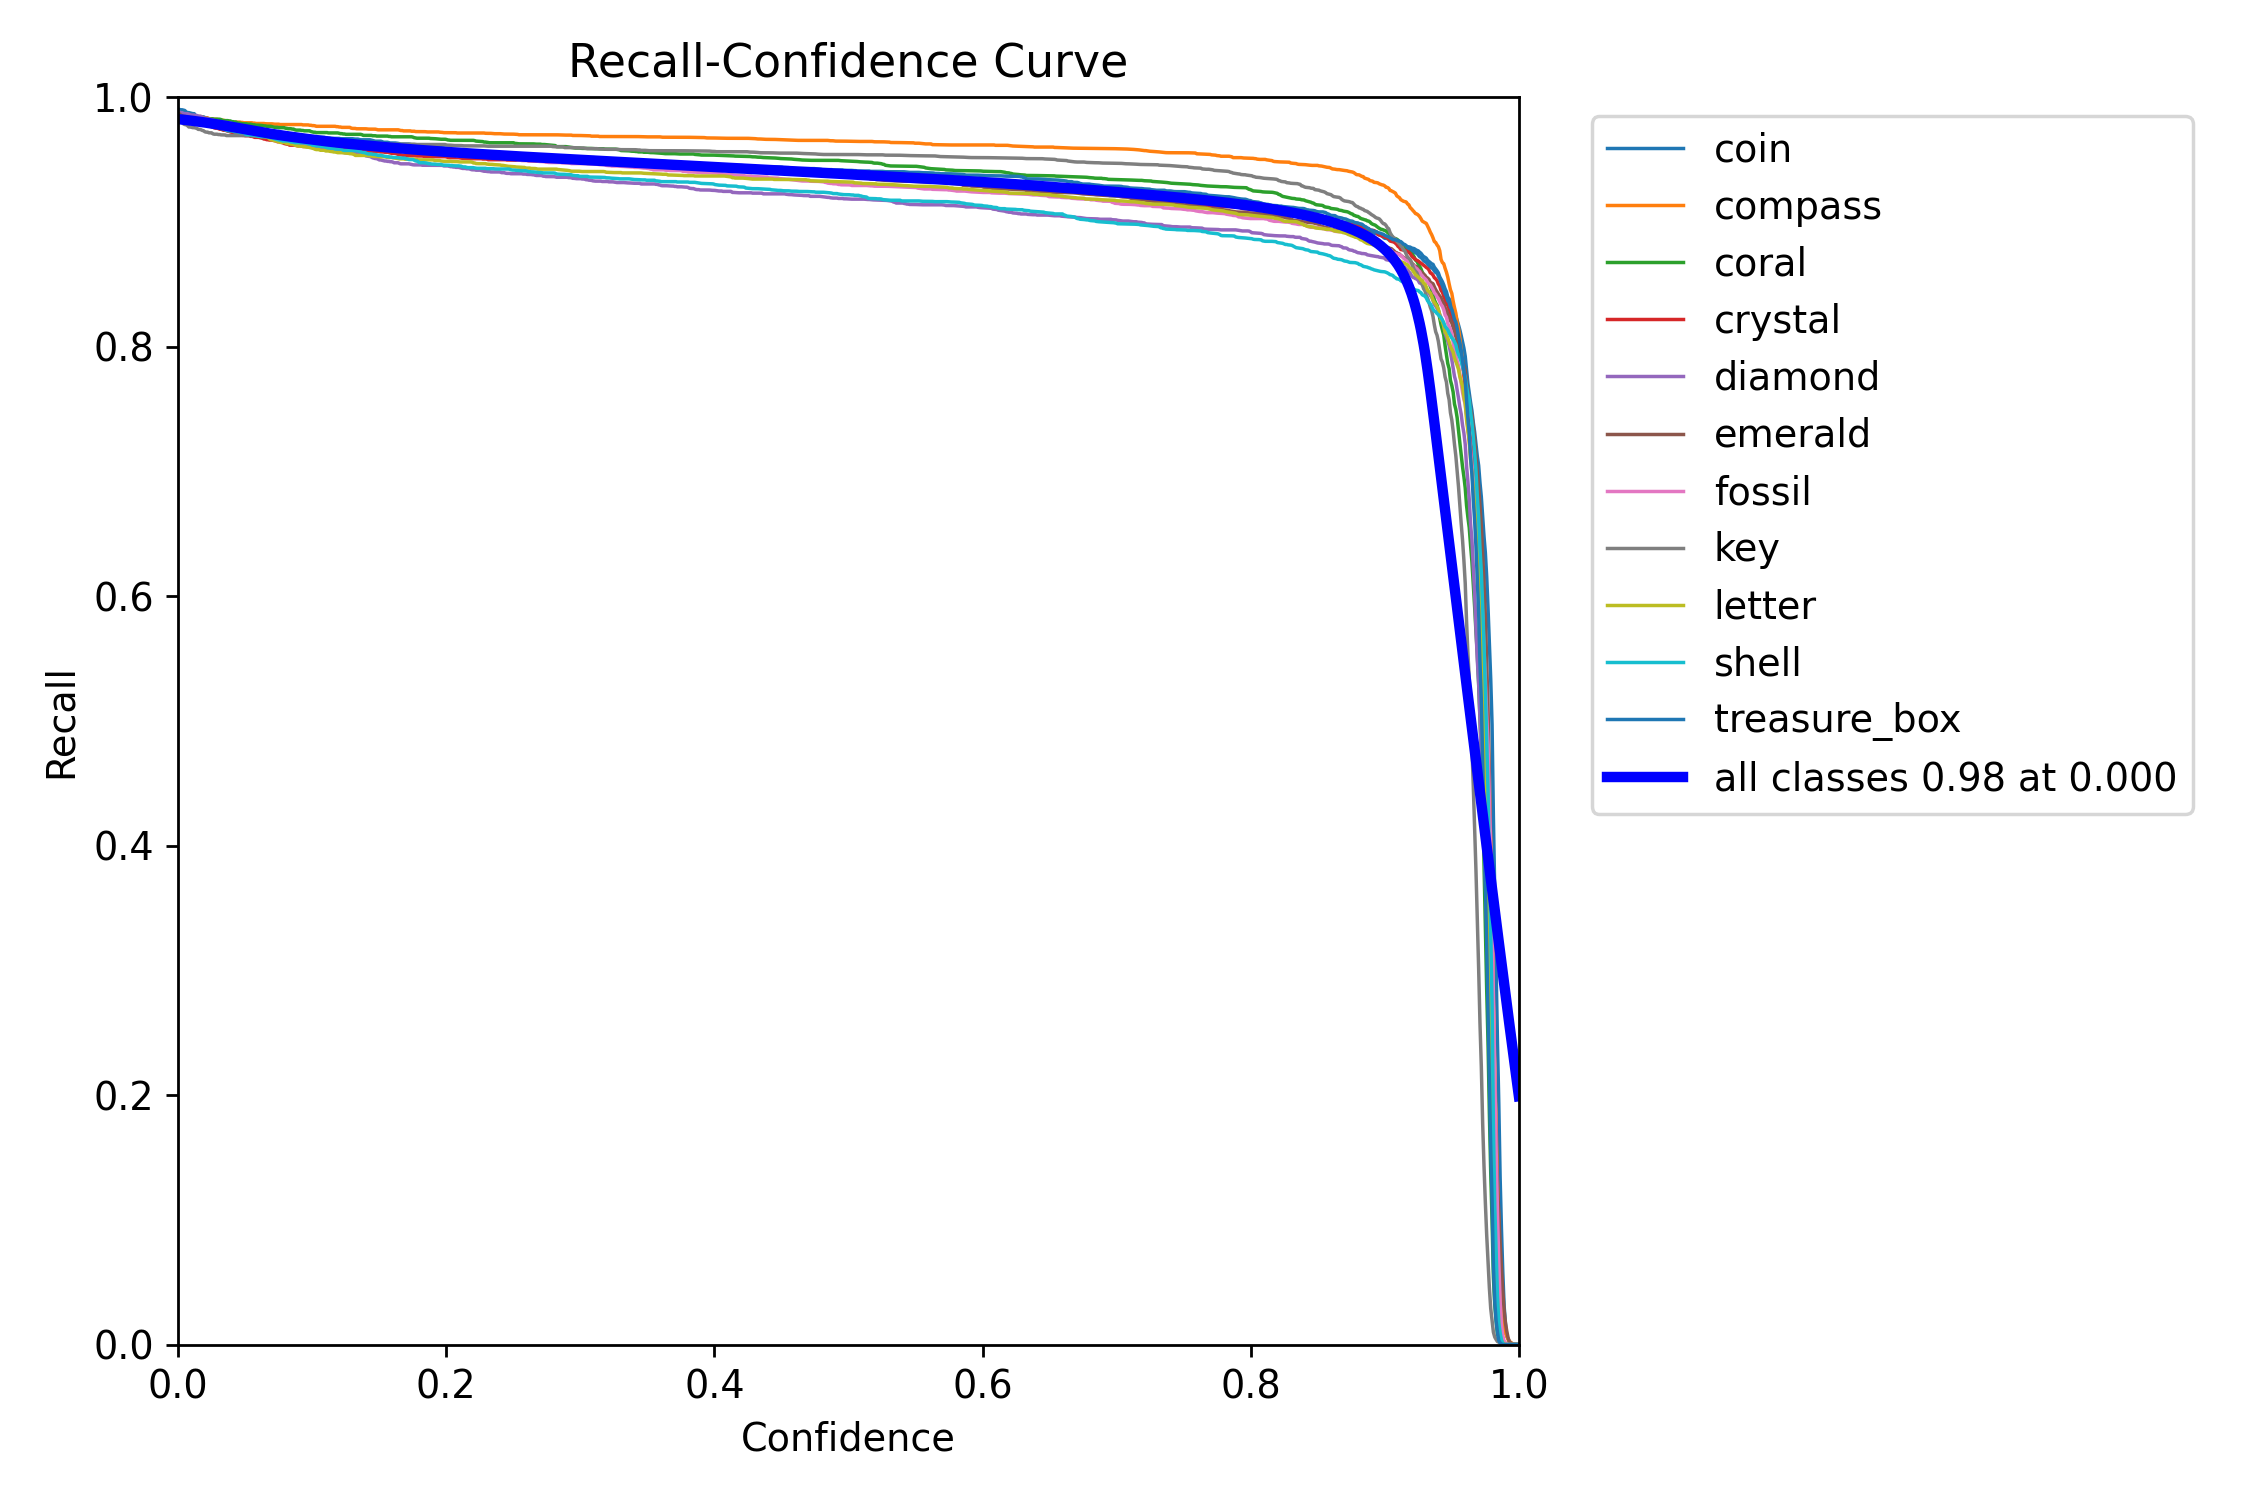 Recall-Confidence Curve
1.0
0.8
0.6
0.4
0.2
0.0
Recall
0.0 0.2 0.4 0.6 0.8 1.0
Confidence
coin
compass
coral
crystal
diamond
emerald
fossil
key
letter
shell
treasure_box
all classes 0.98 at 0.000